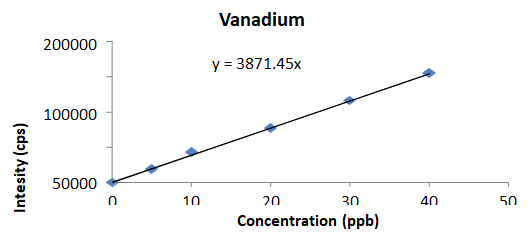 Vanadium
200000
y = 3871.45x
100000
50000
0 10 20 30 40 50
Intesity (cps)
Concentration (ppb)